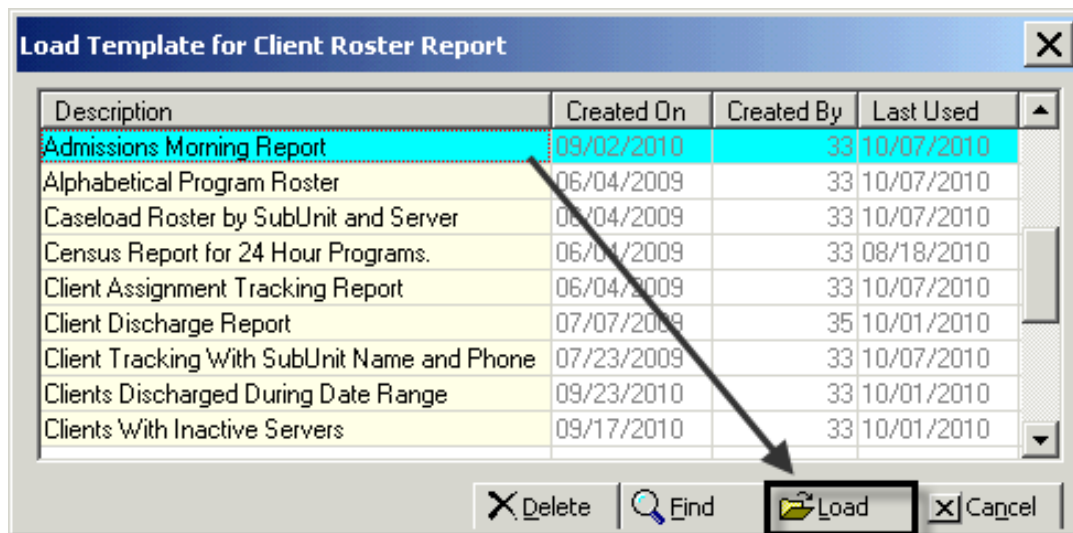 Load Template for Client Roster Report
Description Created On Created By Last Used
Admissions Morning Report 09/02/2010 33 10/07/2010
Alphabetical Program Roster 06/04/2009 33 10/07/2010
Caseload Roster by SubUnit and Server 06/04/2009 33 10/07/2010
Census Report for 24 Hour Programs. 06/04/2009 33 08/18/2010
Client Assignment Tracking Report 06/04/2009 33 10/07/2010
Client Discharge Report 07/07/2009 35 10/01/2010
Client Tracking With SubUnit Name and Phone 07/23/2009 33 10/07/2010
Clients Discharged During Date Range 09/23/2010 33 10/01/2010
Clients With Inactive Servers 09/17/2010 33 10/01/2010
Delete Find Load Cancel